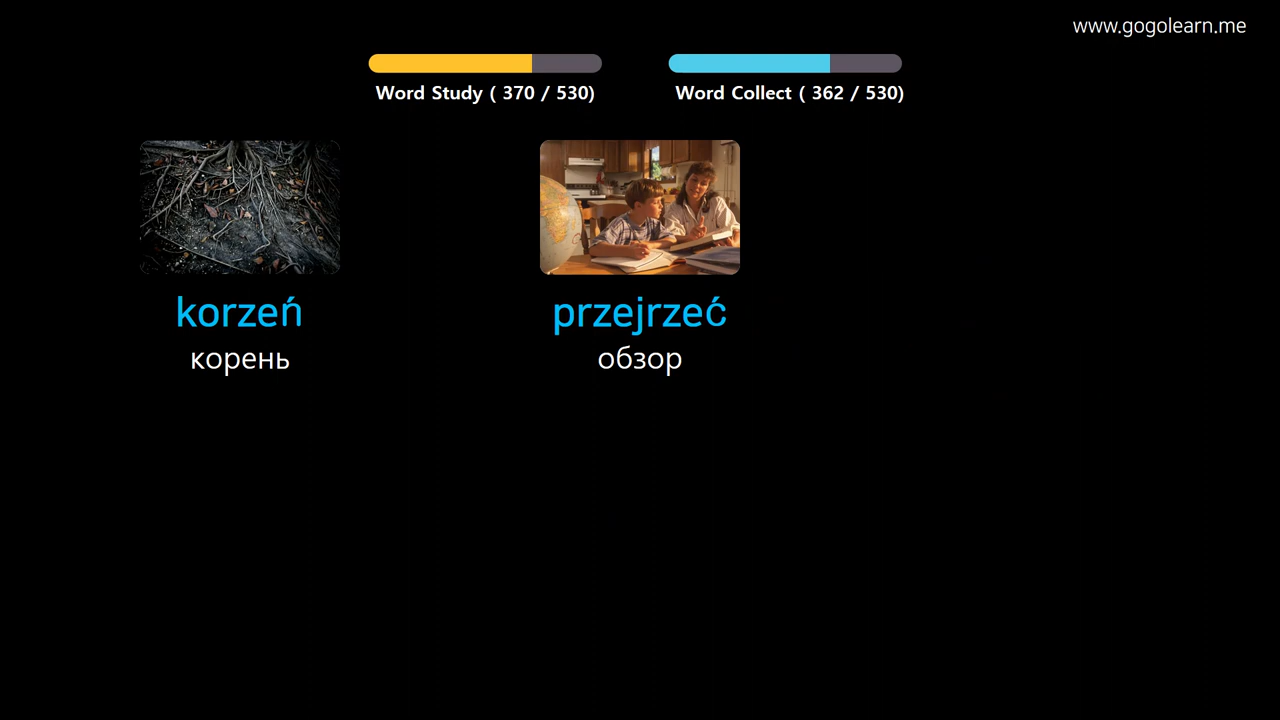 www.gogolearn.me
Word Study ( 370 / 530)
Word Collect ( 362 / 530)
korzeń
корень
przejrzeć
обзор